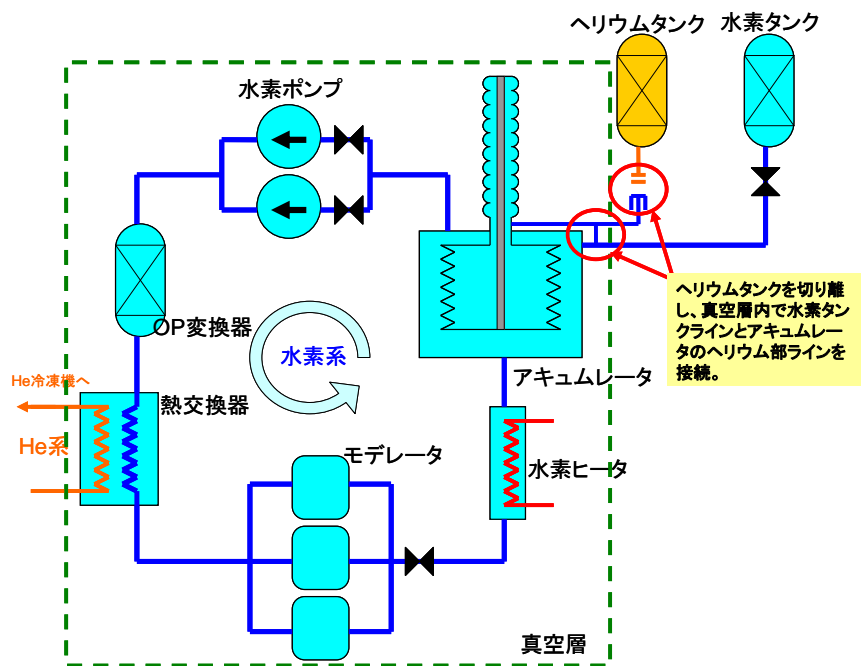 ヘリウムタンク
水素タンク
水素ポンプ
ヘリウムタンクを切り離
し、真空層内で水素タン
クラインとアキュムレー
タのヘリウム部ラインを
接続。
OP変換器
水素系
アキュムレータ
He冷凍機へ
熱交換器
He系
モデレータ
水素ヒータ
真空層